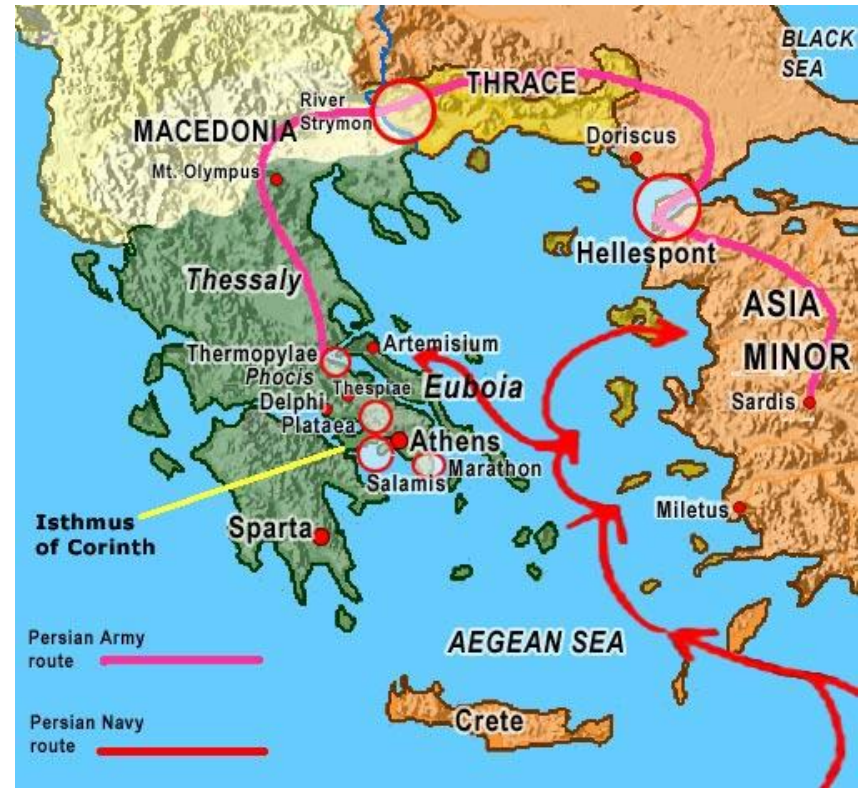 BLACK
SEA
THRACE
River
Strymon
MACEDONIA
Doriscus
Mt. Olympus
Hellespont
Thessaly
ASIA
MINOR
Thermopylae
Artemisium
Phocis
Thespiae
Euboia
Delphi
Sardis
Plataea
Athens
Marathon
Salamis
Miletus
Isthmus
of Corinth
Sparta
Persian Army
route
AEGEAN SEA
Crete
Persian Navy
route